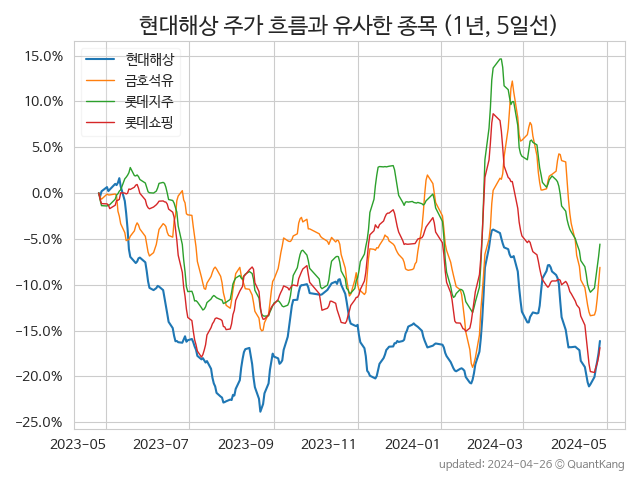 현대해상 주가 흐름과 유사한 종목 (1년, 5일선)
현대해상
금호석유
롯데지주
롯데쇼핑
15.0%
10.0%
5.0%
0.0%
−5.0%
−10.0%
−15.0%
−20.0%
−25.0%
2023-05 2023-07 2023-09 2023-11 2024-01 2024-03 2024-05
updated: 2024-04-26 ⓒ QuantKang